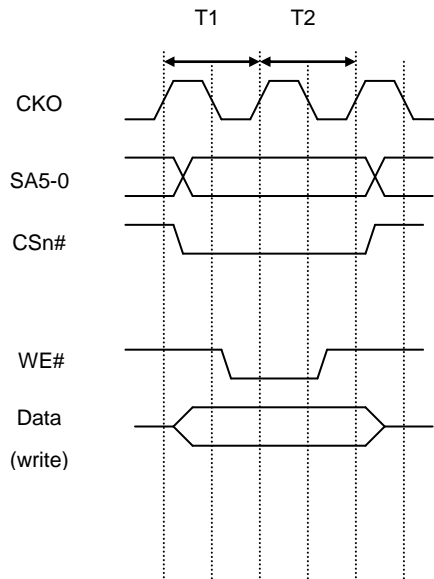 T1 T2
CKO
SA5-0
CSn#
WE#
Data
(write)